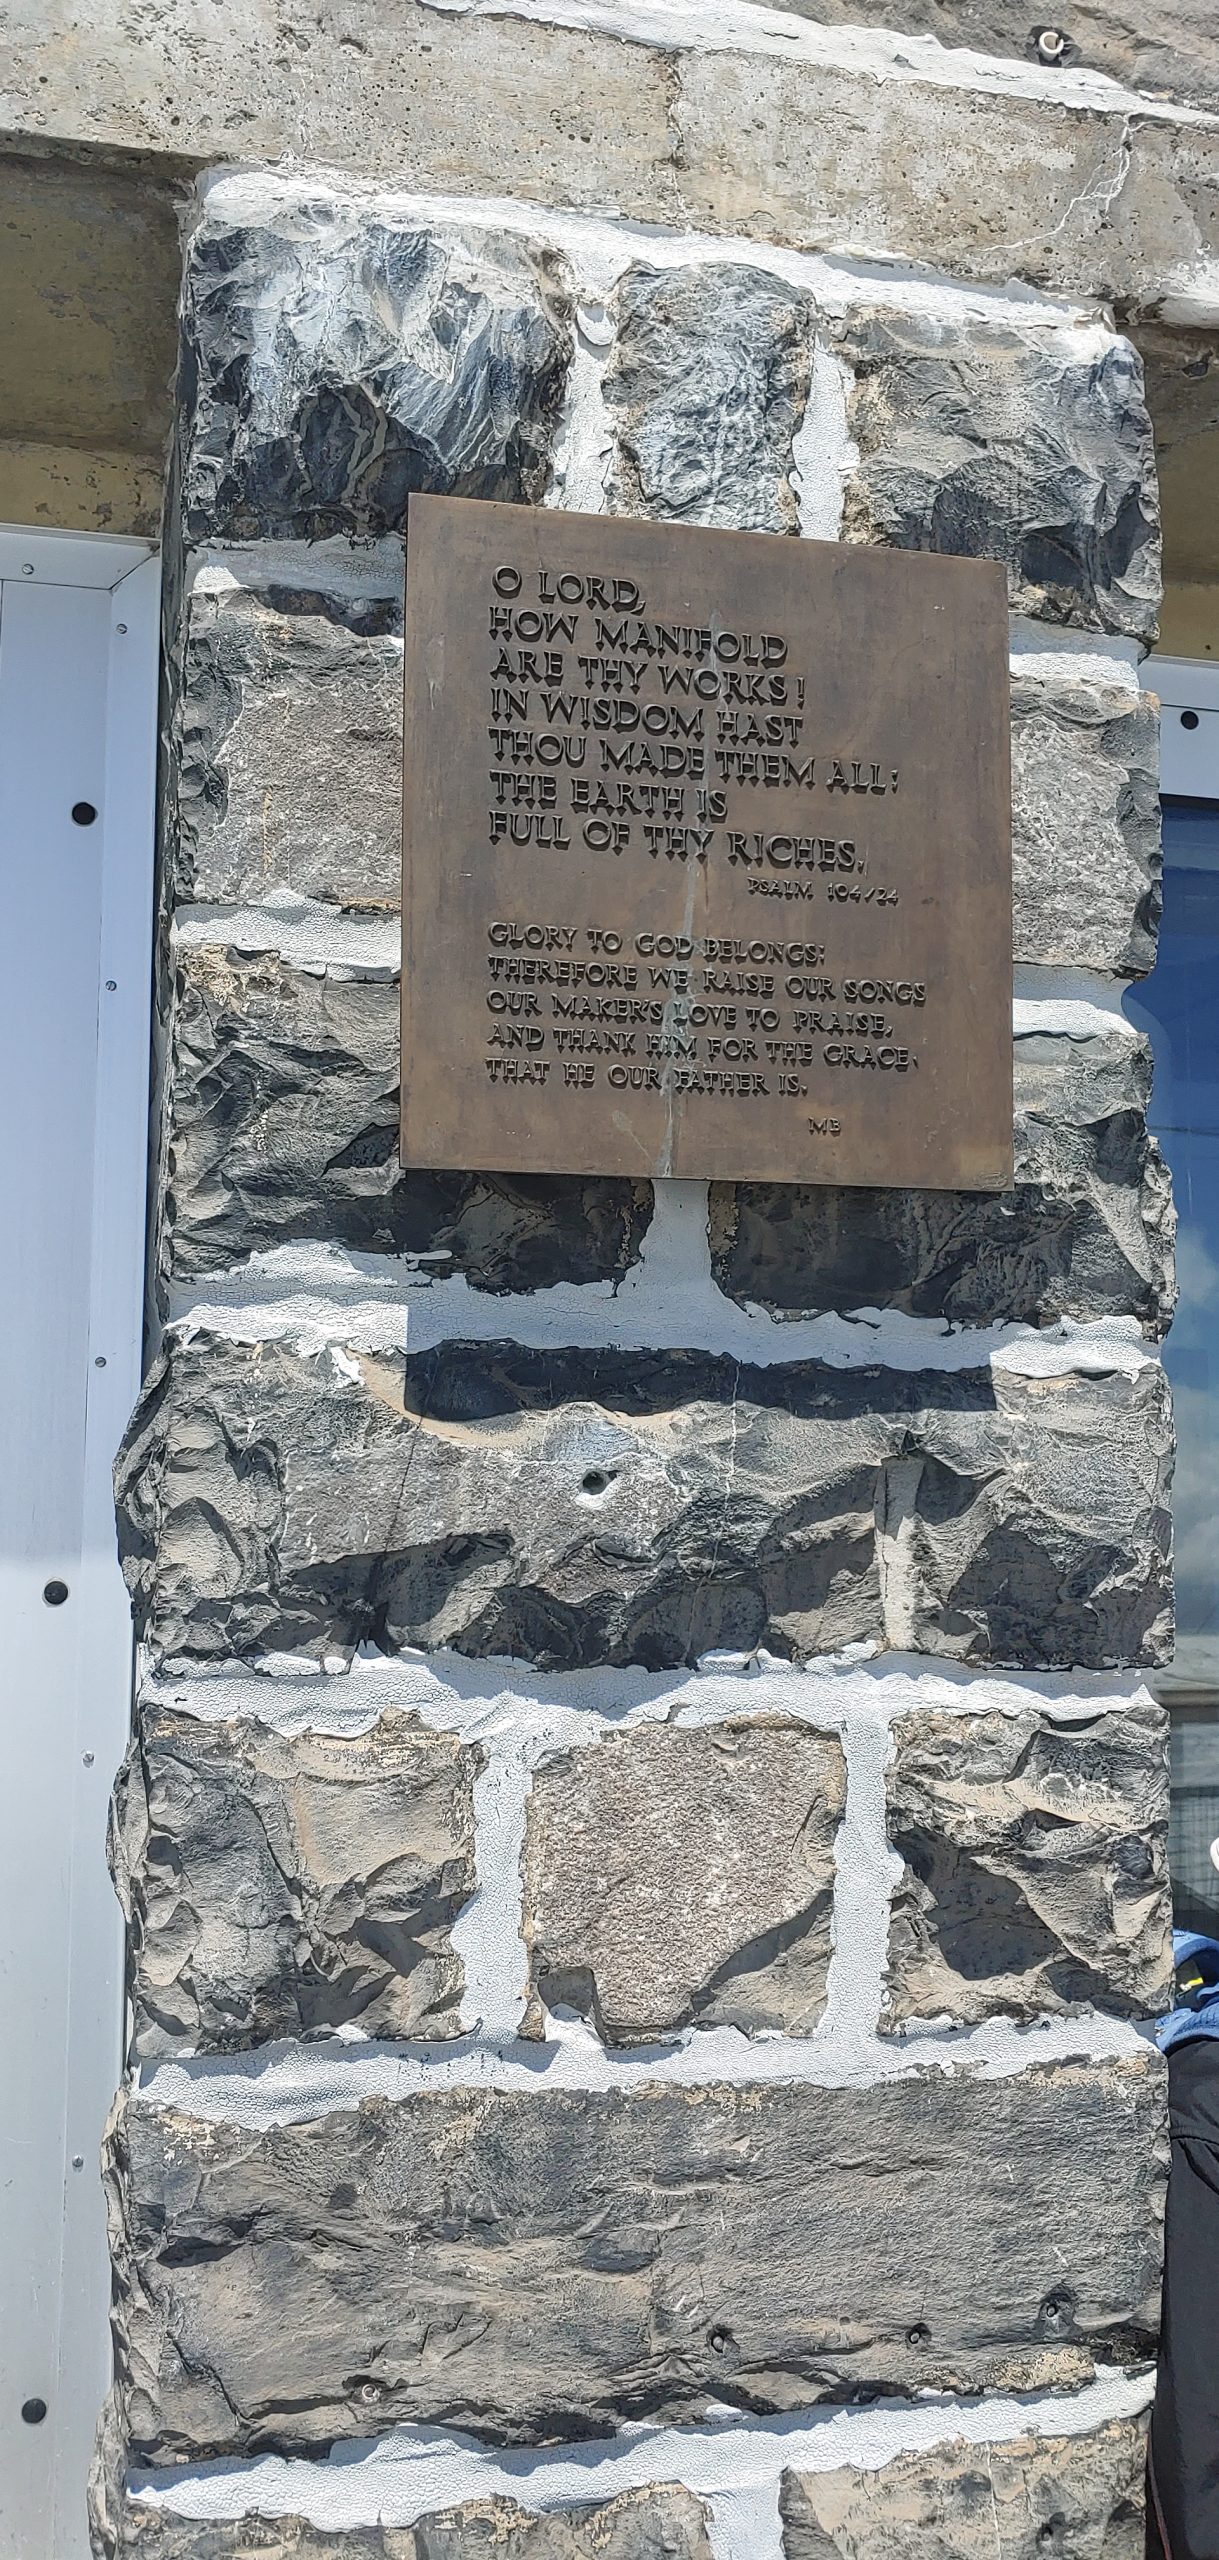 O LORD,
HOW MANIFOLD
ARE THY WORKS!
IN WISDOM HAST
THOU MADE THEM ALL:
THE EARTH IS
FULL OF THY RICHES.
PSALM 104/24
GLORY TO GOD BELONGS:
THEREFORE WE RAISE OUR SONGS
OUR MAKER'S LOVE TO PRAISE,
AND THANK HIM FOR THE GRACE,
THAT HE OUR FATHER IS.
MB